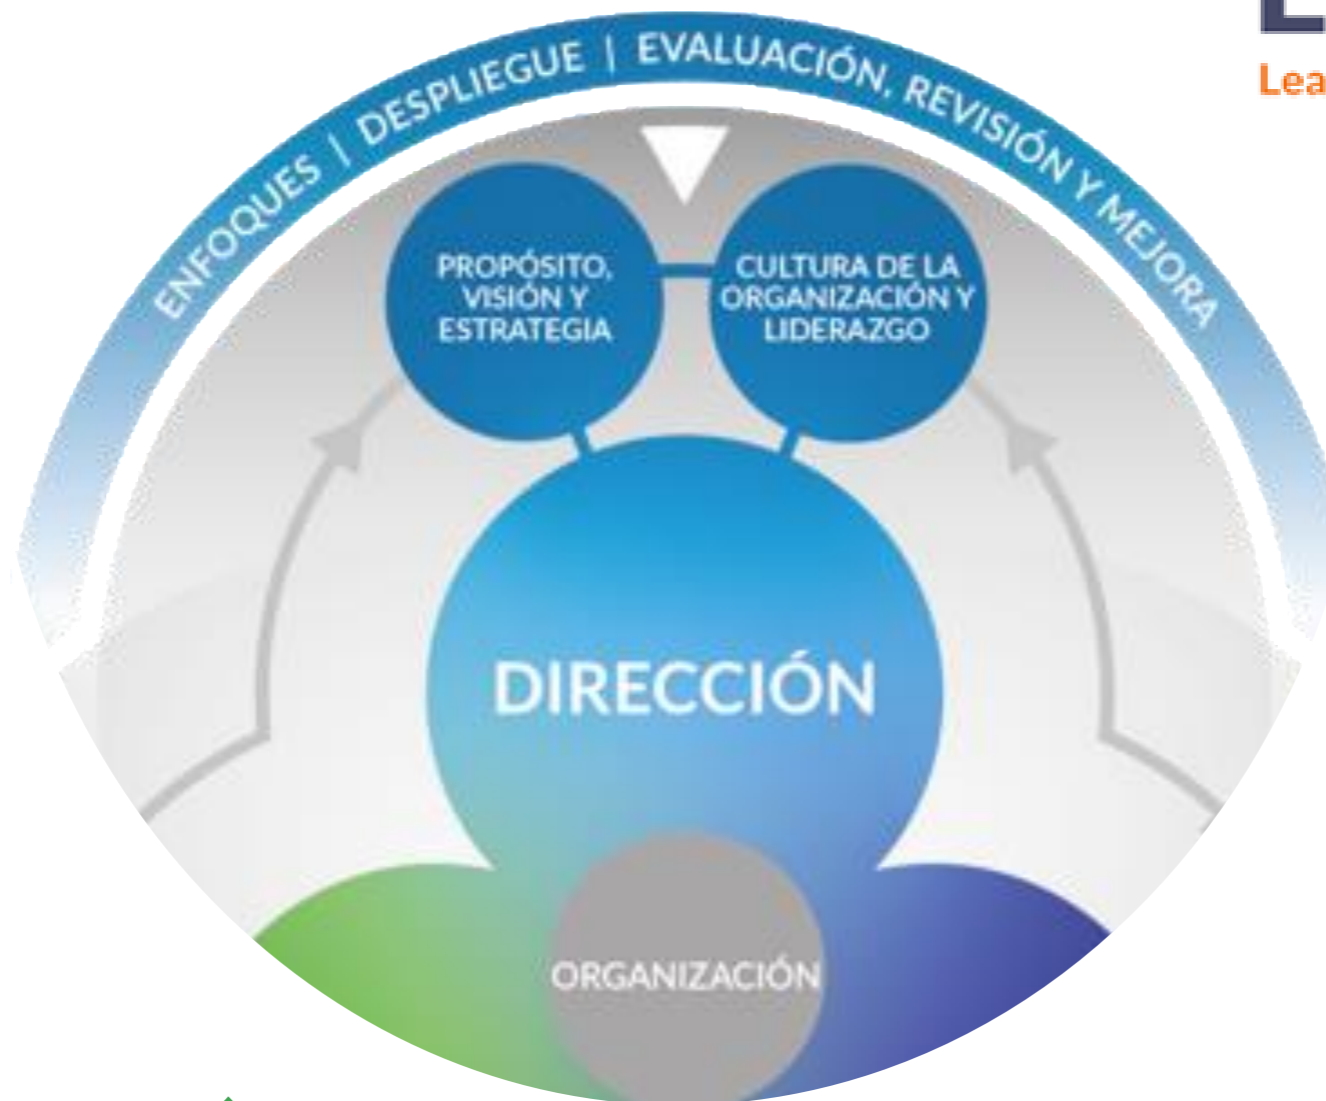 Lea
ENFOQUES | DESPLIEGUE | EVALUACIÓN, REVISIÓN Y MEJORA
PROPÓSITO,
VISIÓN Y
ESTRATEGIA
CULTURA DE LA
ORGANIZACIÓN Y
LIDERAZGO
DIRECCIÓN
ORGANIZACIÓN